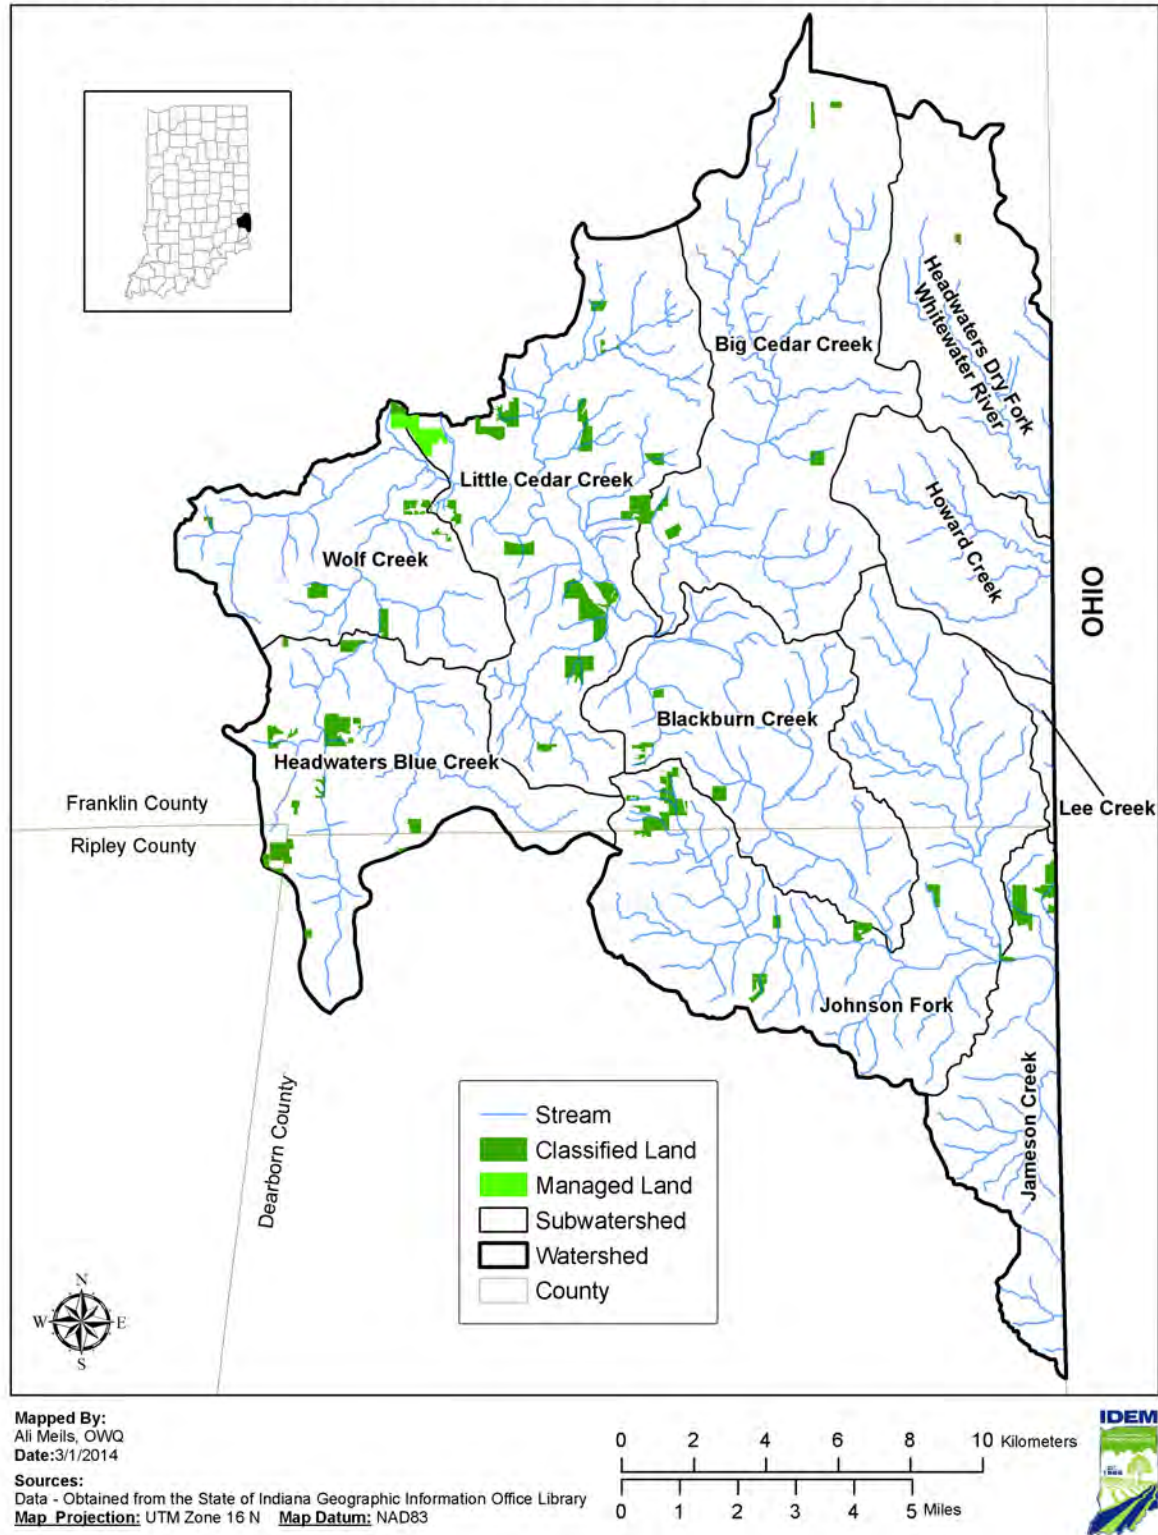 Big Cedar Creek
Headwaters Dry Fork
Whitewater River
Little Cedar Creek
Howard Creek
Wolf Creek
OHIO
Blackburn Creek
Headwaters Blue Creek
Franklin County
Lee Creek
Ripley County
Johnson Fork
Dearborn County
Jameson Creek
Stream
Classified Land
Managed Land
Subwatershed
Watershed
County
N
W E
S
Mapped By:
Ali Meils, OWQ
Date:3/1/2014
Sources:
Data - Obtained from the State of Indiana Geographic Information Office Library
Map Projection: UTM Zone 16 N Map Datum: NAD83
0 2 4 6 8 10 Kilometers
0 1 2 3 4 5 Miles
IDEM